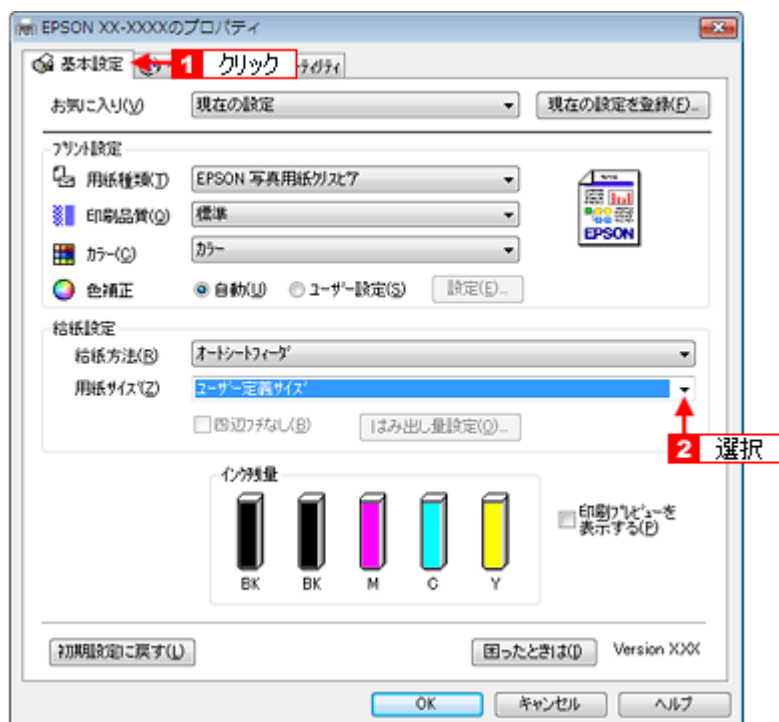 EPSON XX-XXXXのプロパティ
基本設定
1 クリック
お気に入り(V) 現在の設定 現在の設定を登録(F)...
プリント設定
用紙種類(T) EPSON 写真用紙クリスピア
EPSON
印刷品質(Q) 標準
カラー(C) カラー
色補正 自動(U) ユーザー設定(S) 設定(E)...
給紙設定
給紙方法(R) オートシートフィーダ
用紙サイズ(Z) ユーザー定義サイズ
四辺フチなし(B) はみ出し量設定(O)...
2 選択
インク残量
BK BK M C Y
印刷プレビューを
表示する(P)
初期設定に戻す(L) 困ったときは(I) Version X.XX
OK キャンセル ヘルプ